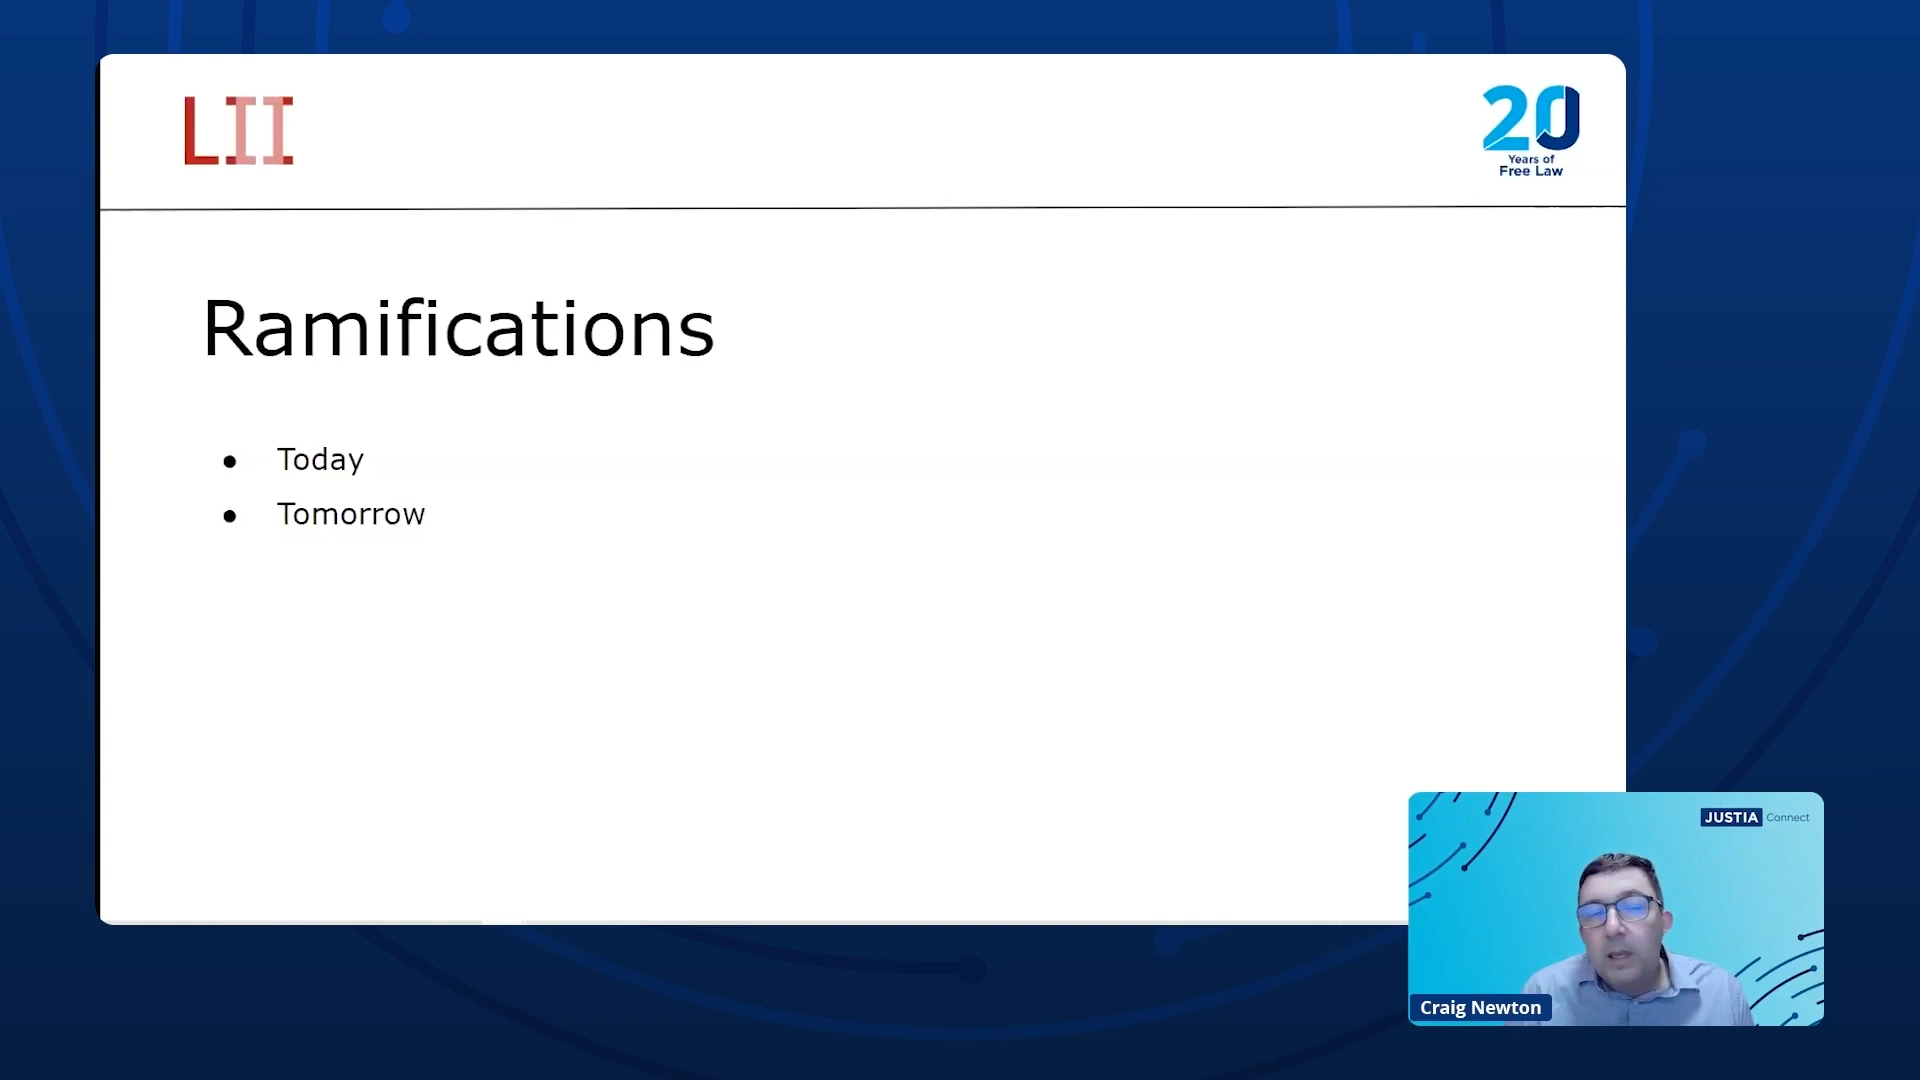 LII
20
Years of
Free Law
Ramifications
● Today
● Tomorrow
JUSTIA Connect
Craig Newton